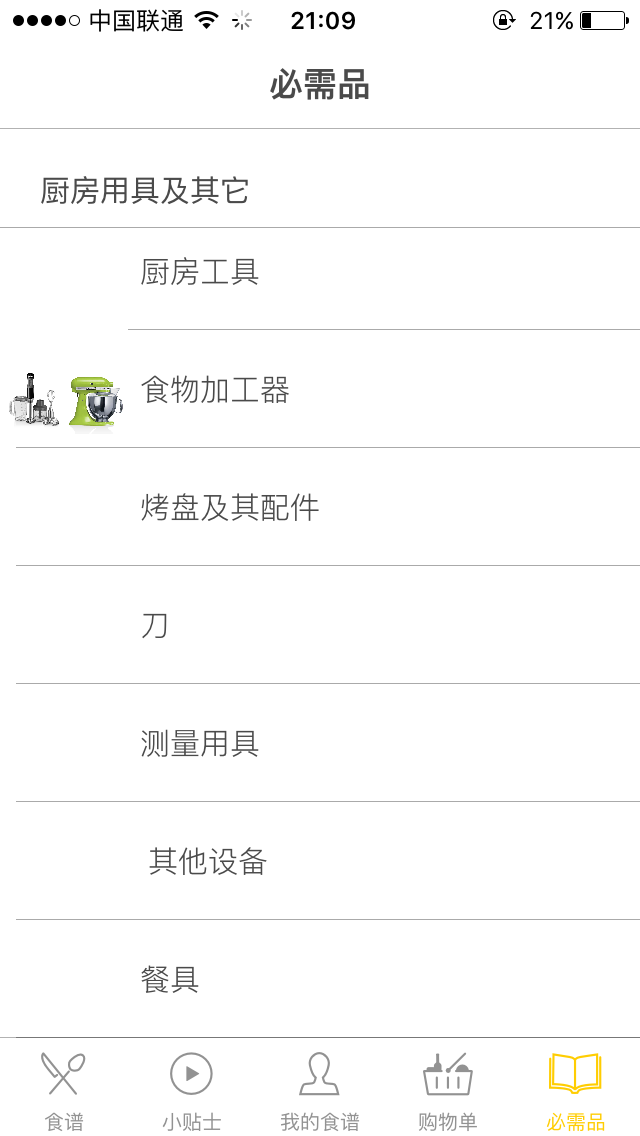 中国联通 21:09 21%
必需品
厨房用具及其它
厨房工具
食物加工器
烤盘及其配件
刀
测量用具
其他设备
餐具
食谱 小贴士 我的食谱 购物单 必需品